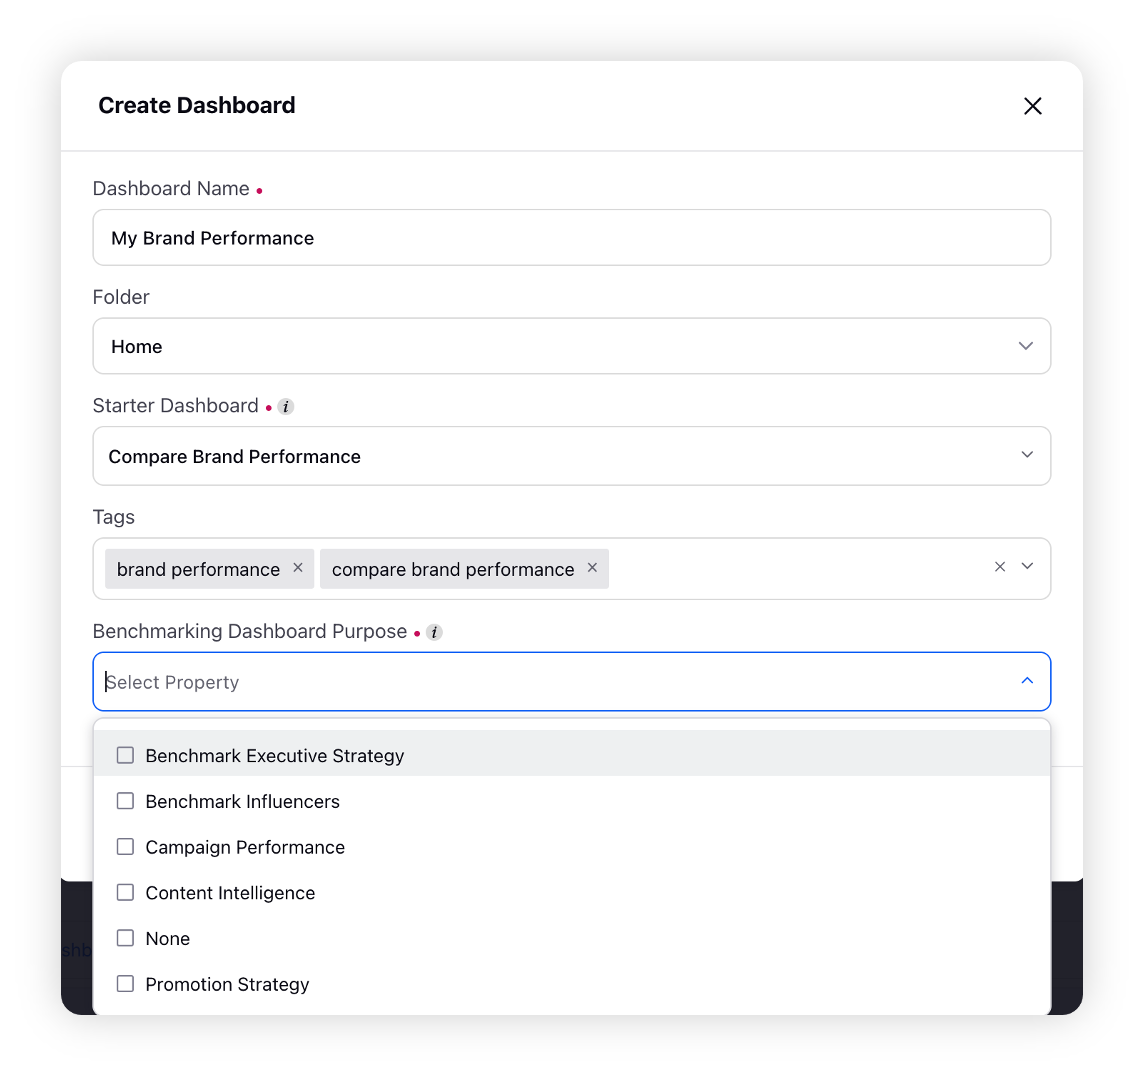 Create Dashboard
Dashboard Name
My Brand Performance
Folder
Home
Starter Dashboard i
Compare Brand Performance
Tags
brand performance × compare brand performance ×
Benchmarking Dashboard Purpose i
Select Property
Benchmark Executive Strategy
Benchmark Influencers
Campaign Performance
Content Intelligence
None
Promotion Strategy